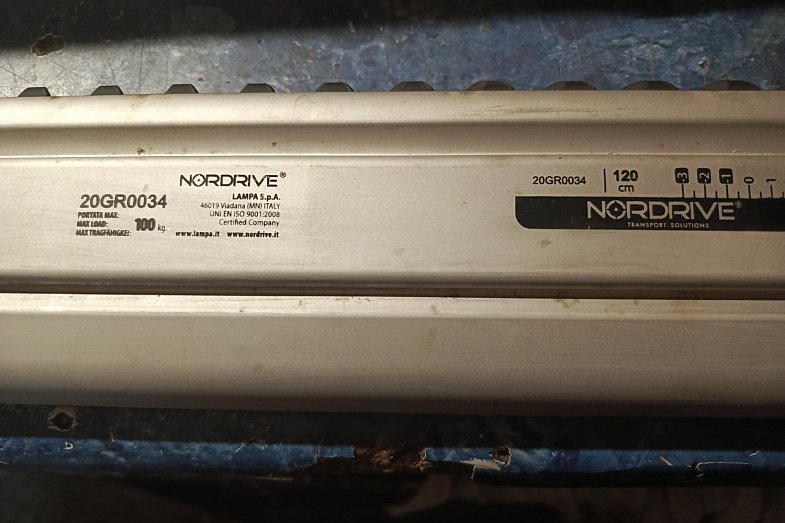 NORDRIVE®
20GR0034
PORTATA MAX:
MAX LOAD: 100 kg.
MAX TRAGFÄHIGKEI:
LAMPA S.p.A.
46019 Viadana (MN) ITALY
UNI EN ISO 9001:2008
Certified Company
www.lampa.it www.nordrive.it
20GR0034 120 cm
-3 -2 -1 0 1
NORDRIVE®
TRANSPORT SOLUTIONS